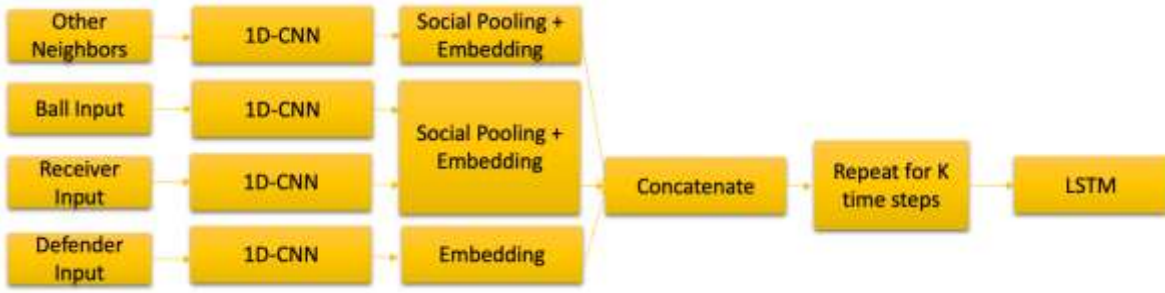 Other
Neighbors
1D-CNN
Social Pooling +
Embedding
Ball Input
1D-CNN
Social Pooling +
Embedding
Receiver
Input
1D-CNN
Defender
Input
1D-CNN
Embedding
Concatenate
Repeat for K
time steps
LSTM